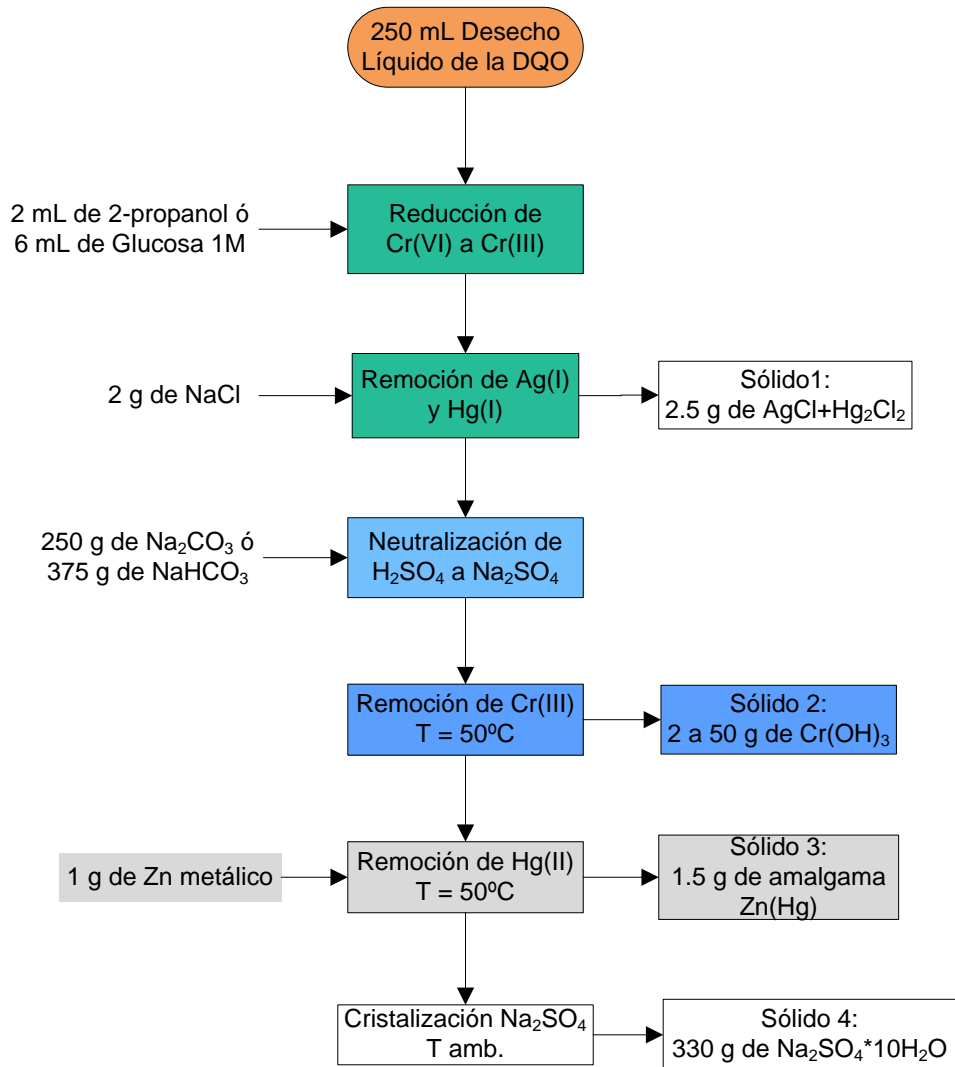 250 mL Desecho
Líquido de la DQO
2 mL de 2-propanol ó
6 mL de Glucosa 1M
Reducción de
Cr(VI) a Cr(III)
2 g de NaCl
Remoción de Ag(I)
y Hg(I)
Sólido1:
2.5 g de AgCl+Hg₂Cl₂
250 g de Na₂CO₃ ó
375 g de NaHCO₃
Neutralización de
H₂SO₄ a Na₂SO₄
Remoción de Cr(III)
T = 50ºC
Sólido 2:
2 a 50 g de Cr(OH)₃
1 g de Zn metálico
Remoción de Hg(II)
T = 50ºC
Sólido 3:
1.5 g de amalgama
Zn(Hg)
Cristalización Na₂SO₄
T amb.
Sólido 4:
330 g de Na₂SO₄*10H₂O